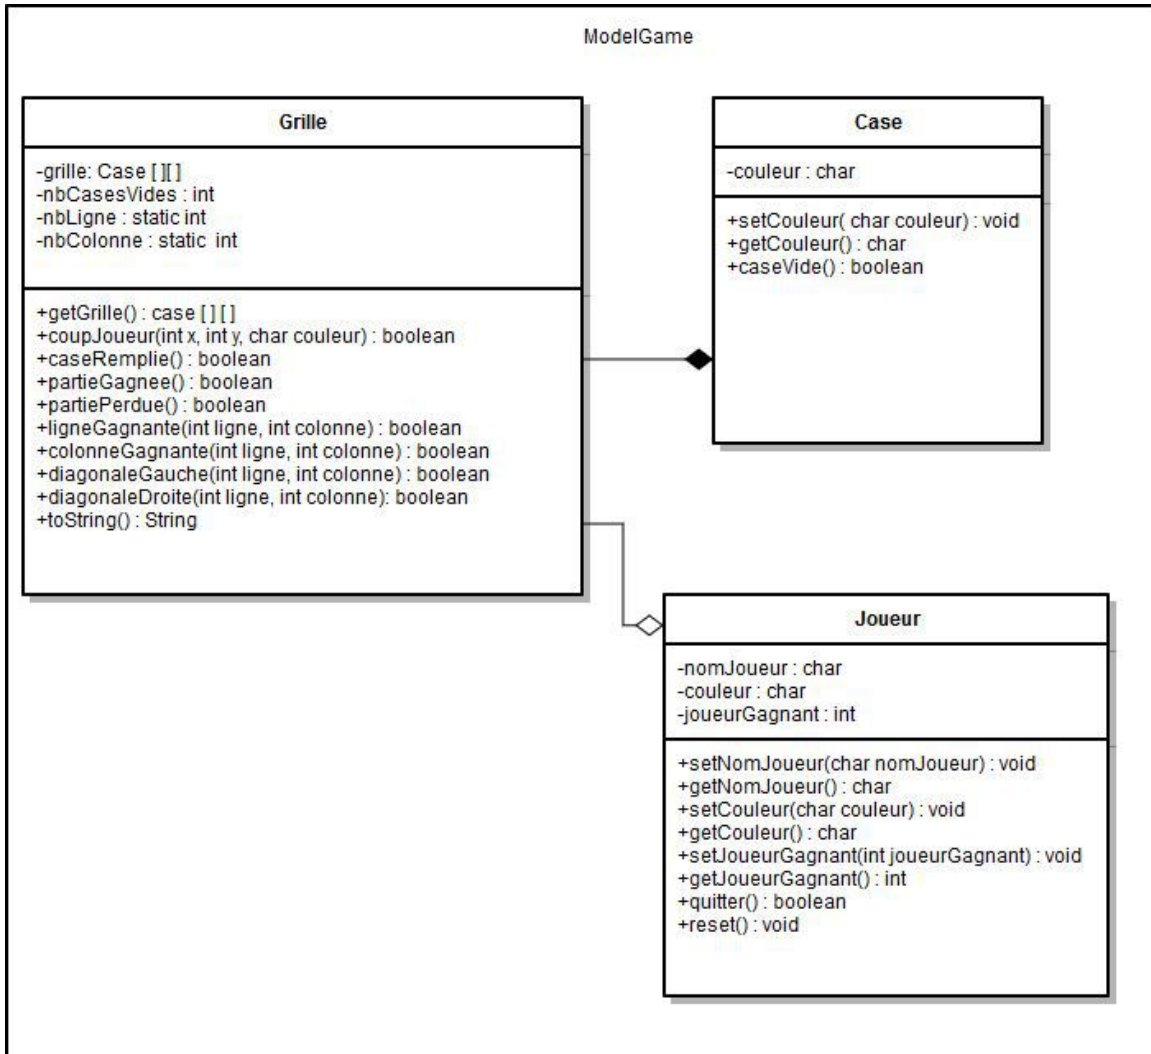 ModelGame
Grille
-grille: Case [ ][ ]
-nbCasesVides : int
-nbLigne : static int
-nbColonne : static int
+getGrille() : case [ ] [ ]
+coupJoueur(int x, int y, char couleur) : boolean
+caseRemplie() : boolean
+partieGagnee() : boolean
+partiePerdue() : boolean
+ligneGagnante(int ligne, int colonne) : boolean
+colonneGagnante(int ligne, int colonne) : boolean
+diagonaleGauche(int ligne, int colonne) : boolean
+diagonaleDroite(int ligne, int colonne): boolean
+toString() : String
Case
-couleur : char
+setCouleur( char couleur) : void
+getCouleur() : char
+caseVide() : boolean
Joueur
-nomJoueur : char
-couleur : char
-joueurGagnant : int
+setNomJoueur(char nomJoueur) : void
+getNomJoueur() : char
+setCouleur(char couleur) : void
+getCouleur() : char
+setJoueurGagnant(int joueurGagnant) : void
+getJoueurGagnant() : int
+quitter() : boolean
+reset() : void